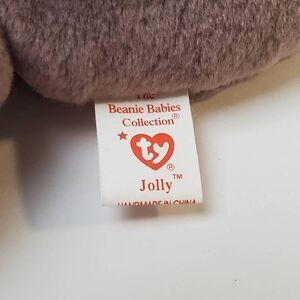 The
Beanie Babies
Collection®
ty®
Jolly™
HANDMADE IN CHINA